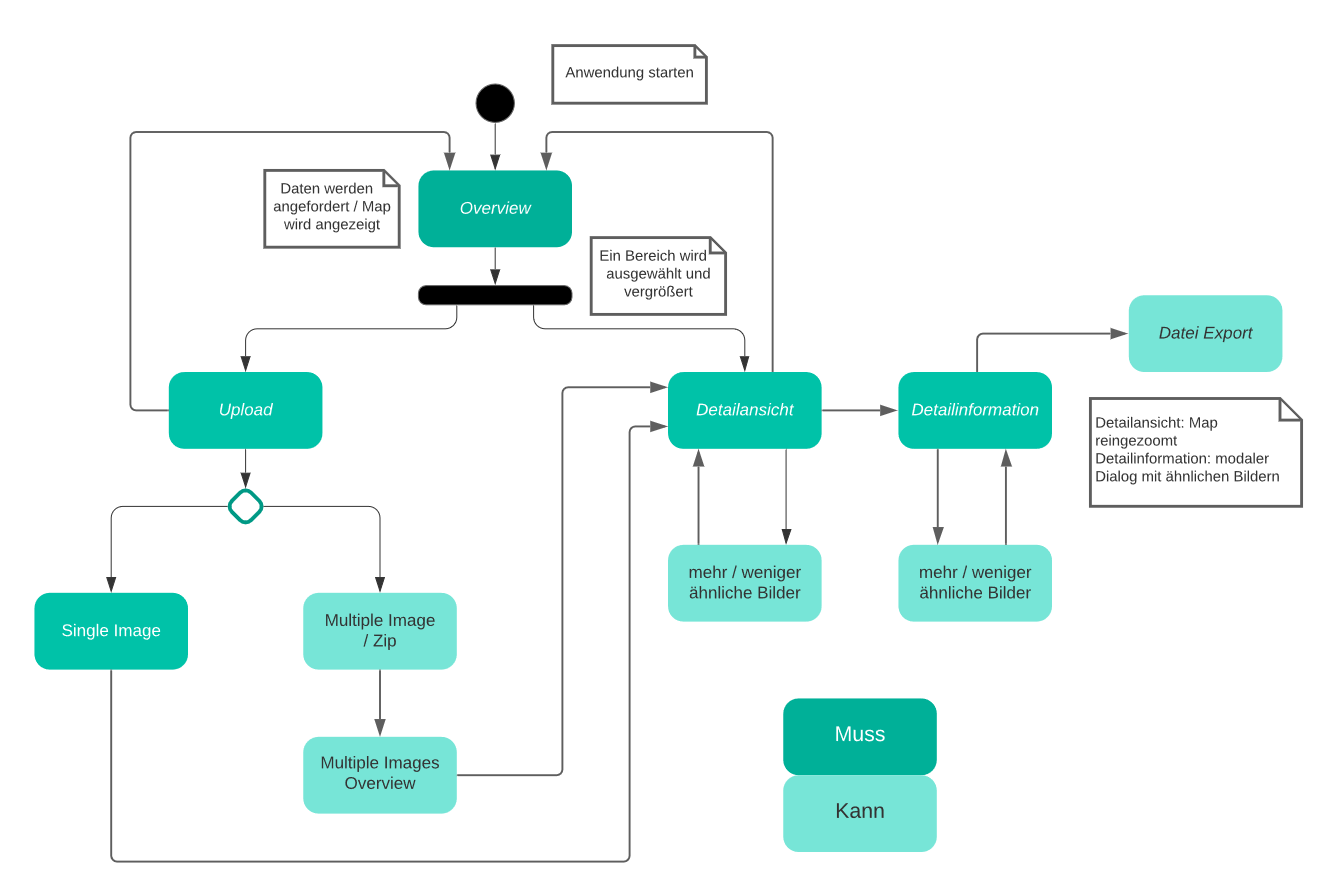 Anwendung starten
Daten werden
angefordert / Map
wird angezeigt
Overview
Ein Bereich wird
ausgewählt und
vergrößert
Datei Export
Upload
Detailansicht
Detailinformation
Detailansicht: Map
reingezoomt
Detailinformation: modaler
Dialog mit ähnlichen Bildern
mehr / weniger
ähnliche Bilder
mehr / weniger
ähnliche Bilder
Single Image
Multiple Image
/ Zip
Multiple Images
Overview
Muss
Kann